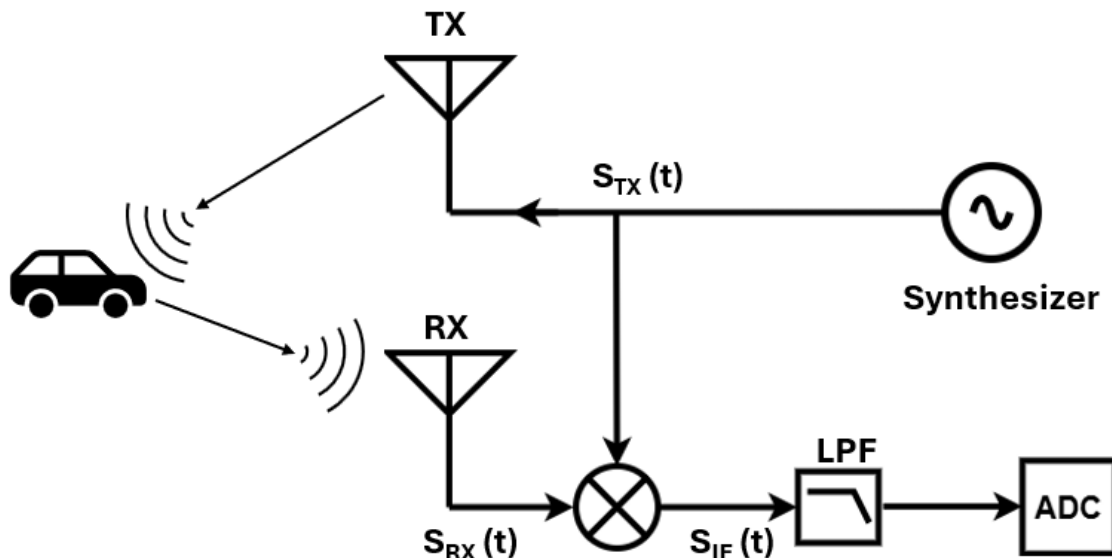 TX
S_TX (t)
Synthesizer
RX
LPF
ADC
S_RX (t)
S_IF (t)